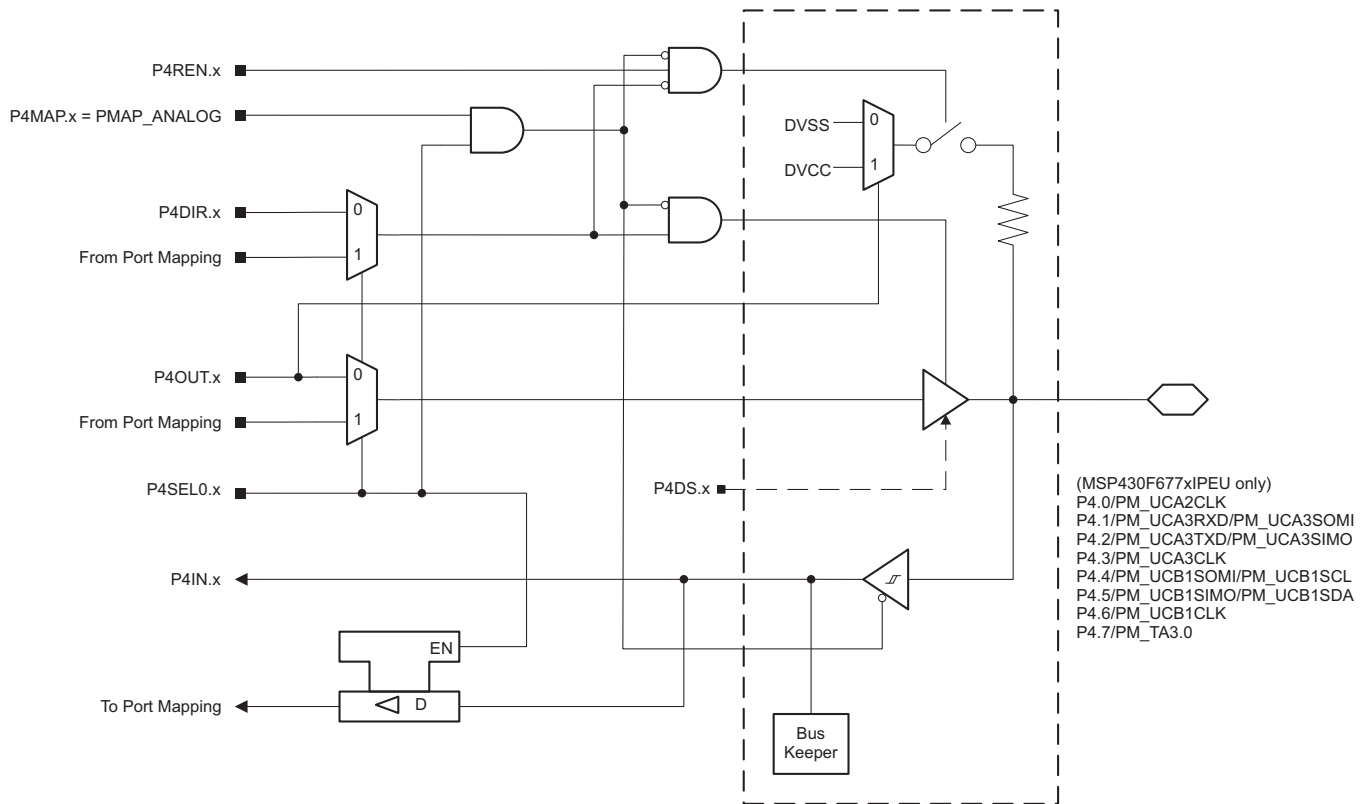 P4REN.x
P4MAP.x = PMAP_ANALOG
DVSS
0
DVCC
1
P4DIR.x
0
From Port Mapping
1
P4OUT.x
0
From Port Mapping
1
P4SEL0.x
P4DS.x
(MSP430F677xIPEU only)
P4.0/PM_UCA2CLK
P4.1/PM_UCA3RXD/PM_UCA3SOMI
P4.2/PM_UCA3TXD/PM_UCA3SIMO
P4.3/PM_UCA3CLK
P4.4/PM_UCB1SOMI/PM_UCB1SCL
P4.5/PM_UCB1SIMO/PM_UCB1SDA
P4.6/PM_UCB1CLK
P4.7/PM_TA3.0
P4IN.x
EN
To Port Mapping
D
Bus
Keeper